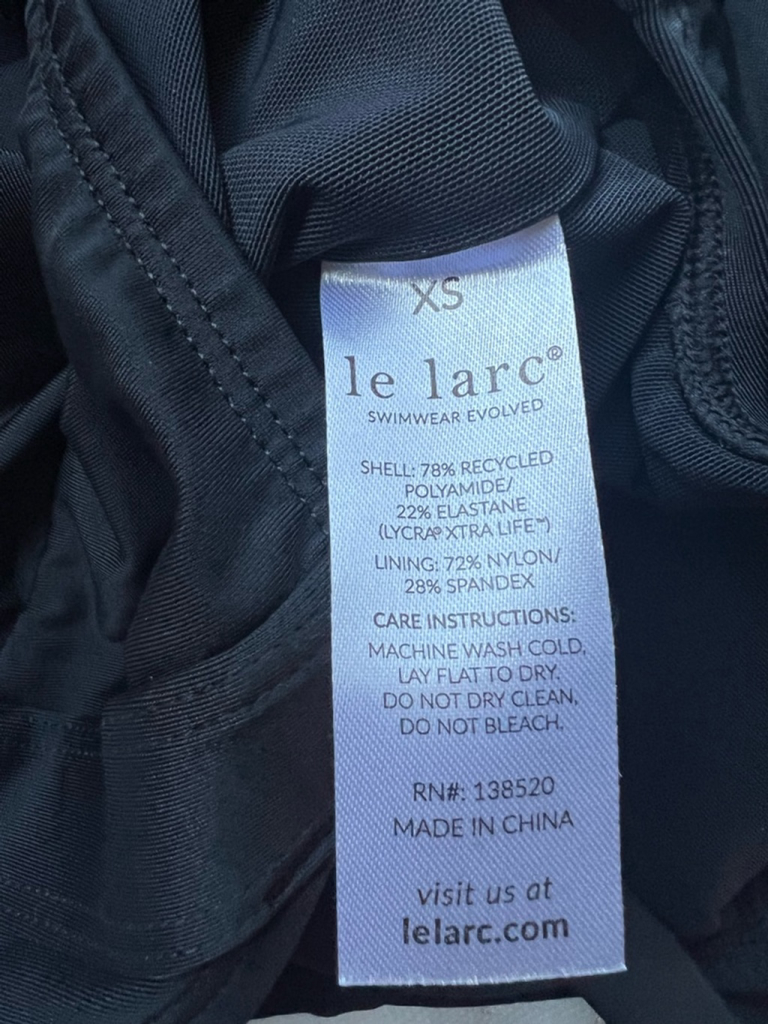 XS
le larc®
SWIMWEAR EVOLVED
SHELL: 78% RECYCLED
POLYAMIDE/
22% ELASTANE
(LYCRA® XTRA LIFE™)
LINING: 72% NYLON/
28% SPANDEX
CARE INSTRUCTIONS:
MACHINE WASH COLD,
LAY FLAT TO DRY.
DO NOT DRY CLEAN,
DO NOT BLEACH.
RN#: 138520
MADE IN CHINA
visit us at
lelarc.com